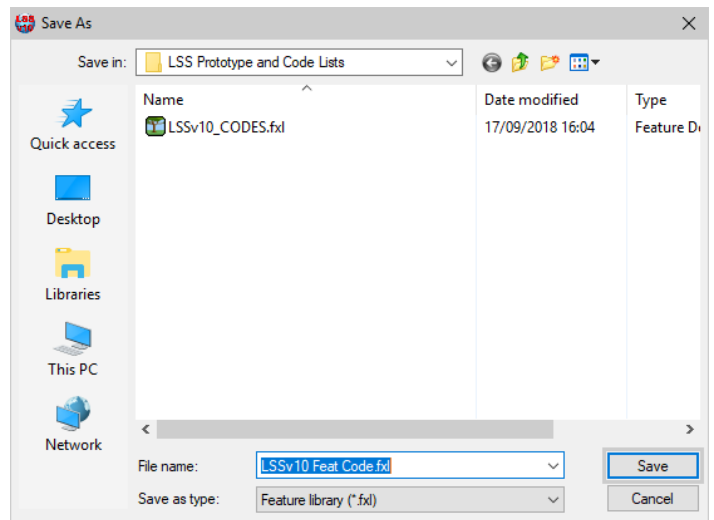 LSS
Save As
Save in: LSS Prototype and Code Lists
Name Date modified Type
LSSv10_CODES.fxl 17/09/2018 16:04 Feature De
Quick access
Desktop
Libraries
This PC
Network
File name: LSSv10 Feat Code.fxl Save
Save as type: Feature library (*.fxl) Cancel